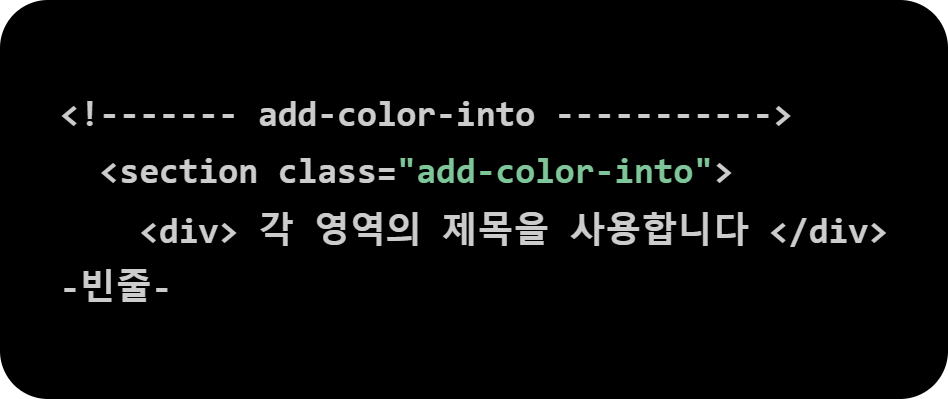 <!------- add-color-into ----------->
<section class="add-color-into">
<div> 각 영역의 제목을 사용합니다 </div>
-빈줄-